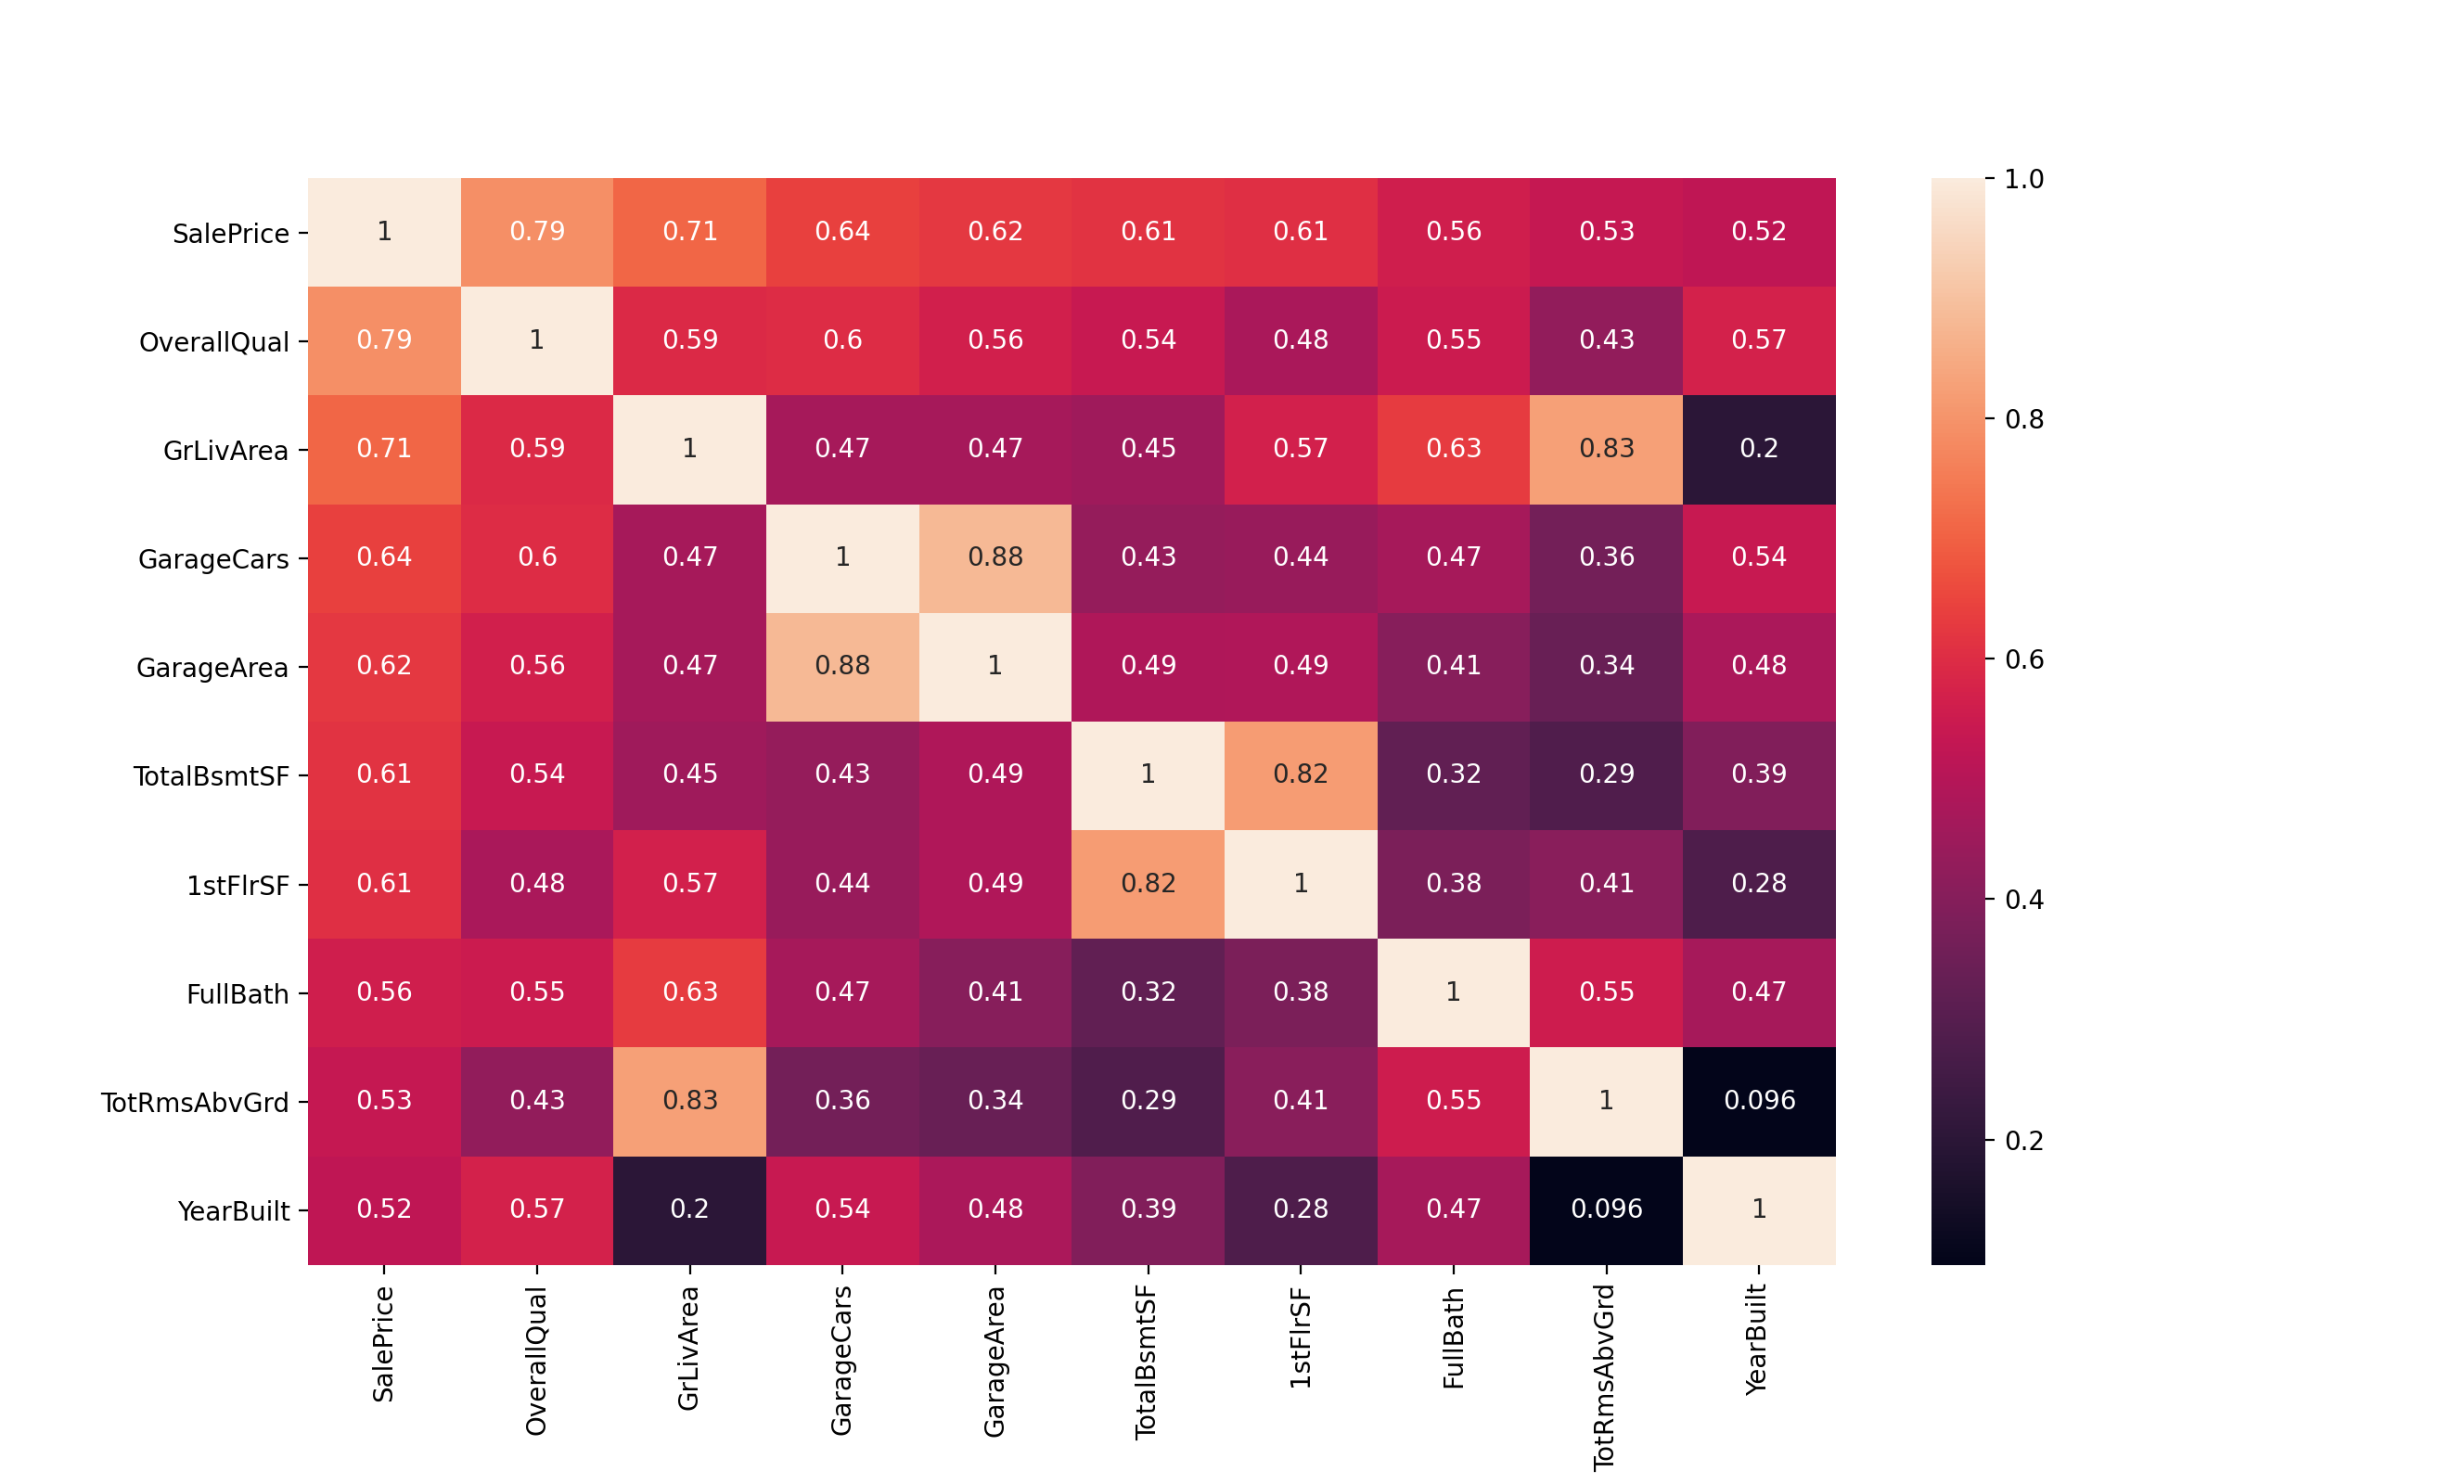 SalePrice 1 0.79 0.71 0.64 0.62 0.61 0.61 0.56 0.53 0.52
OverallQual 0.79 1 0.59 0.6 0.56 0.54 0.48 0.55 0.43 0.57
GrLivArea 0.71 0.59 1 0.47 0.47 0.45 0.57 0.63 0.83 0.2
GarageCars 0.64 0.6 0.47 1 0.88 0.43 0.44 0.47 0.36 0.54
GarageArea 0.62 0.56 0.47 0.88 1 0.49 0.49 0.41 0.34 0.48
TotalBsmtSF 0.61 0.54 0.45 0.43 0.49 1 0.82 0.32 0.29 0.39
1stFlrSF 0.61 0.48 0.57 0.44 0.49 0.82 1 0.38 0.41 0.28
FullBath 0.56 0.55 0.63 0.47 0.41 0.32 0.38 1 0.55 0.47
TotRmsAbvGrd 0.53 0.43 0.83 0.36 0.34 0.29 0.41 0.55 1 0.096
YearBuilt 0.52 0.57 0.2 0.54 0.48 0.39 0.28 0.47 0.096 1
SalePrice
OverallQual
GrLivArea
GarageCars
GarageArea
TotalBsmtSF
1stFlrSF
FullBath
TotRmsAbvGrd
YearBuilt
1.0
0.8
0.6
0.4
0.2